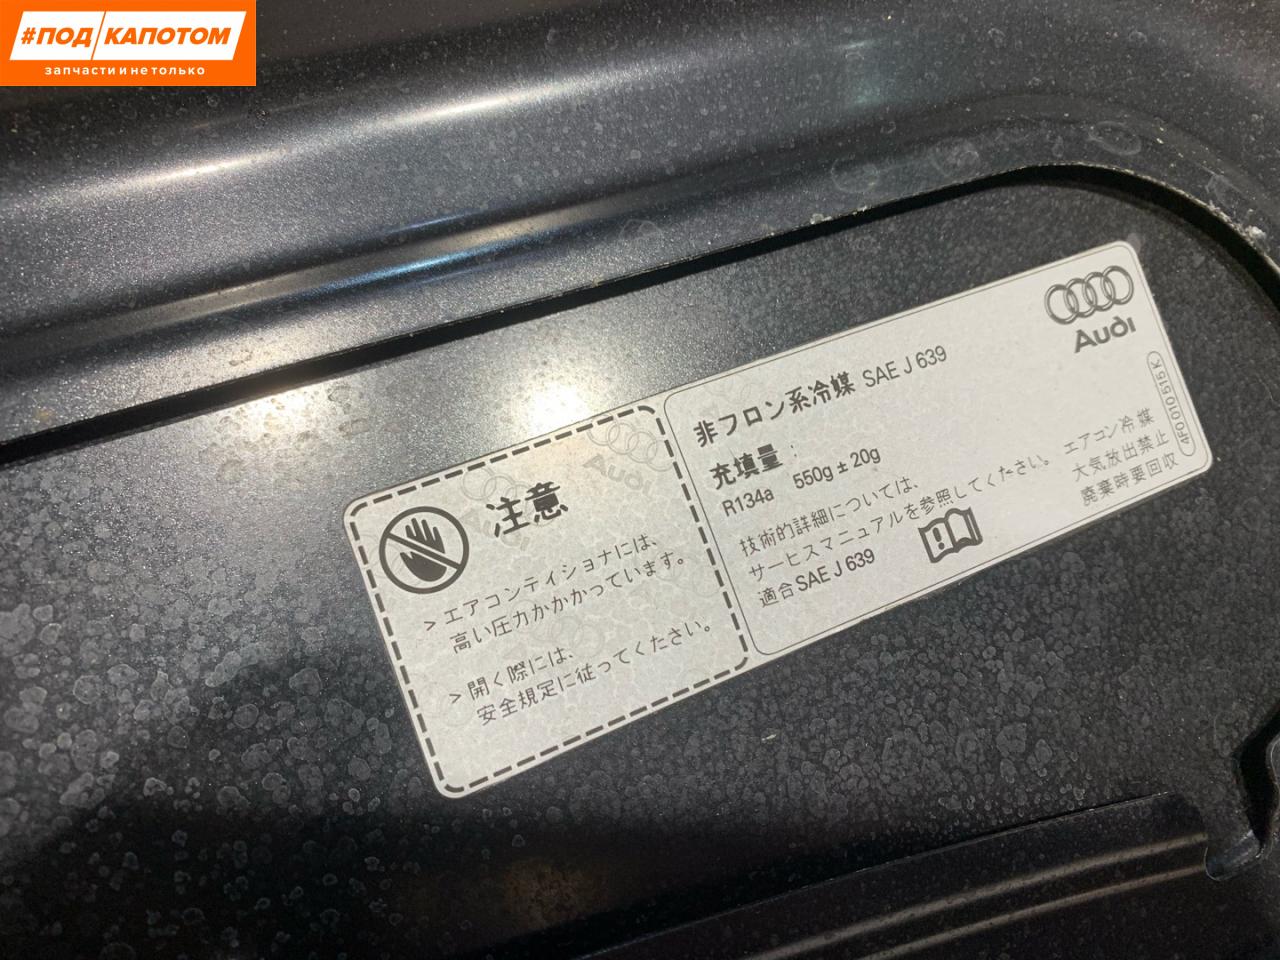 #ПОД КАПОТОМ
запчасти и не только
注意
> エアコンディショナには、
高い圧力がかかっています。
> 開く際には、
安全規定に従ってください。
非フロン系冷媒 SAE J 639
充填量 :
R134a 550g ± 20g
技術的詳細については、
サービスマニュアルを参照してください。
適合 SAE J 639
Audi
4F0 010 515 K
エアコン冷媒
大気放出禁止
廃棄時要回収
Audi